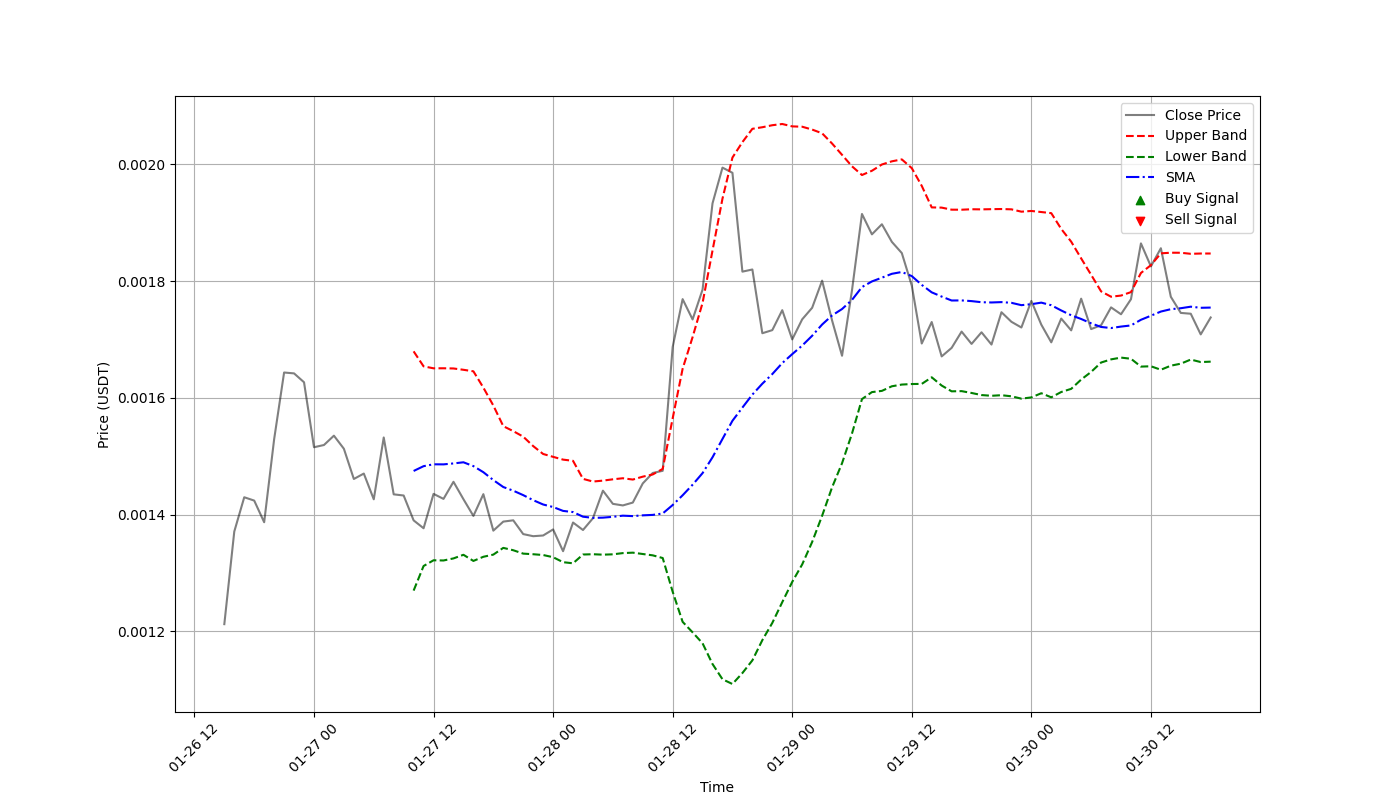 Close Price
Upper Band
Lower Band
SMA
Buy Signal
Sell Signal
Price (USDT)
0.0020
0.0018
0.0016
0.0014
0.0012
01-26 12
01-27 00
01-27 12
01-28 00
01-28 12
01-29 00
01-29 12
01-30 00
01-30 12
Time